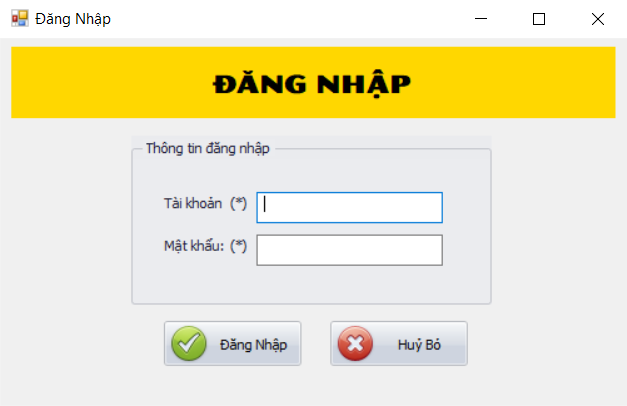 Đăng Nhập
ĐĂNG NHẬP
Thông tin đăng nhập
Tài khoản (*)
Mật khẩu: (*)
Đăng Nhập
Huỷ Bỏ